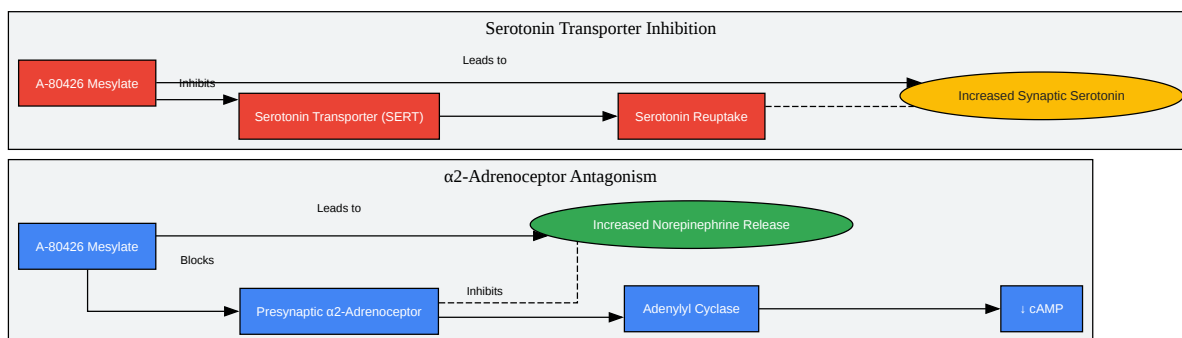 Serotonin Transporter Inhibition
Leads to
A-80426 Mesylate
Inhibits
Increased Synaptic Serotonin
Serotonin Transporter (SERT)
Serotonin Reuptake
α2-Adrenoceptor Antagonism
Leads to
Increased Norepinephrine Release
A-80426 Mesylate
Blocks
Inhibits
Presynaptic α2-Adrenoceptor
Adenylyl Cyclase
↓ cAMP